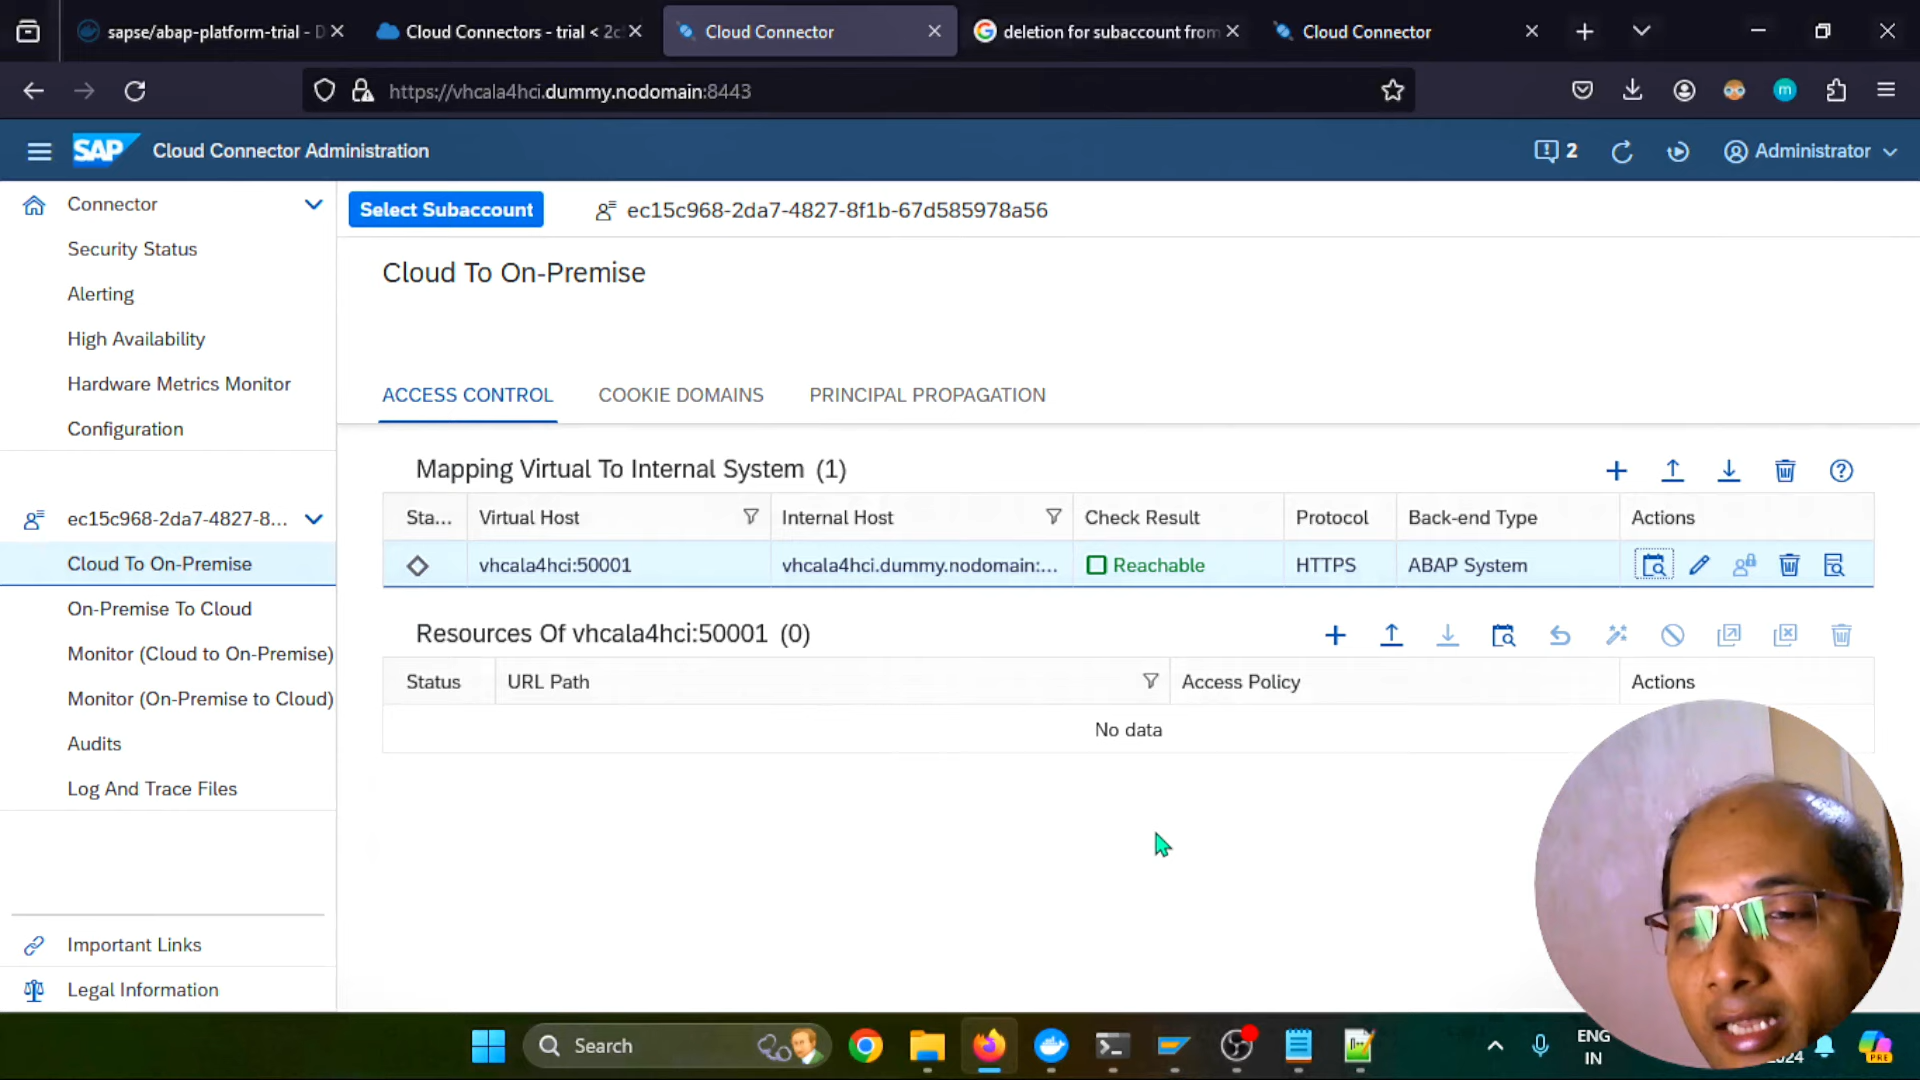 sapse/abap-platform-trial - D
Cloud Connectors - trial < 2c
Cloud Connector
deletion for subaccount from
Cloud Connector
https://vhcala4hci.dummy.nodomain:8443
m
SAP
Cloud Connector Administration
2
Administrator
Connector
Security Status
Alerting
High Availability
Hardware Metrics Monitor
Configuration
ec15c968-2da7-4827-8...
Cloud To On-Premise
On-Premise To Cloud
Monitor (Cloud to On-Premise)
Monitor (On-Premise to Cloud)
Audits
Log And Trace Files
Important Links
Legal Information
Select Subaccount
ec15c968-2da7-4827-8f1b-67d585978a56
Cloud To On-Premise
ACCESS CONTROL
COOKIE DOMAINS
PRINCIPAL PROPAGATION
Mapping Virtual To Internal System (1)
Sta... Virtual Host Internal Host Check Result Protocol Back-end Type Actions
vhcala4hci:50001 vhcala4hci.dummy.nodomain:... Reachable HTTPS ABAP System
Resources Of vhcala4hci:50001 (0)
Status URL Path Access Policy Actions
No data
Search
ENG
IN
2024
PRE